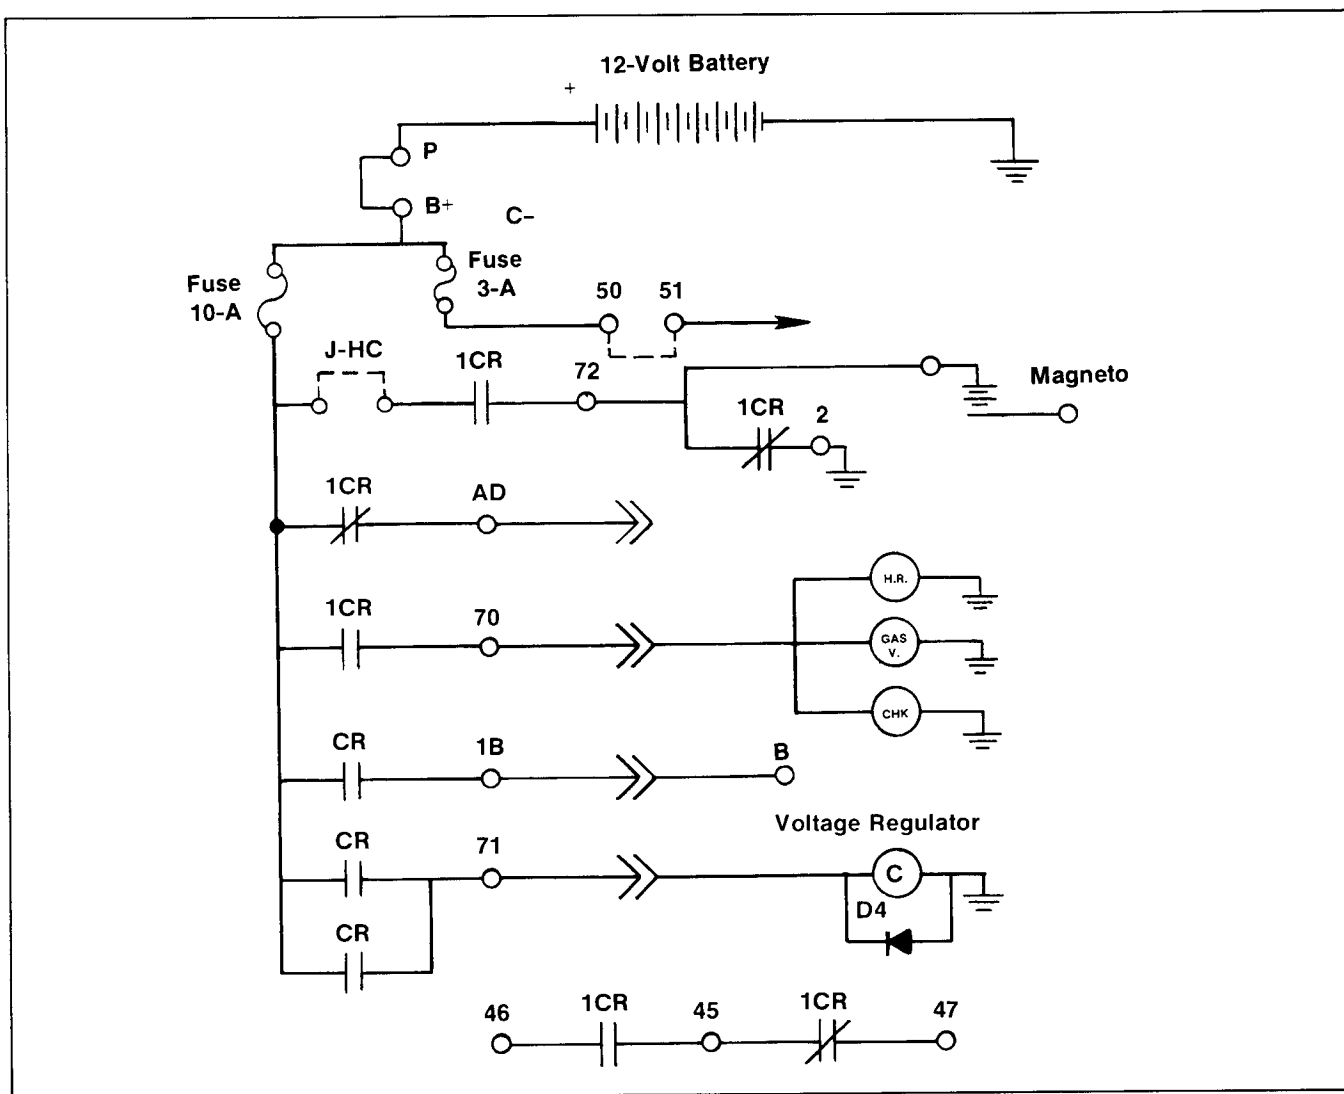 12-Volt Battery
+
P
B+
C-
Fuse
10-A
Fuse
3-A
50
51
J-HC
1CR
72
Magneto
1CR
2
1CR
AD
1CR
70
H.R.
GAS
V.
CHK
CR
1B
B
Voltage Regulator
CR
71
C
D4
CR
46
1CR
45
1CR
47